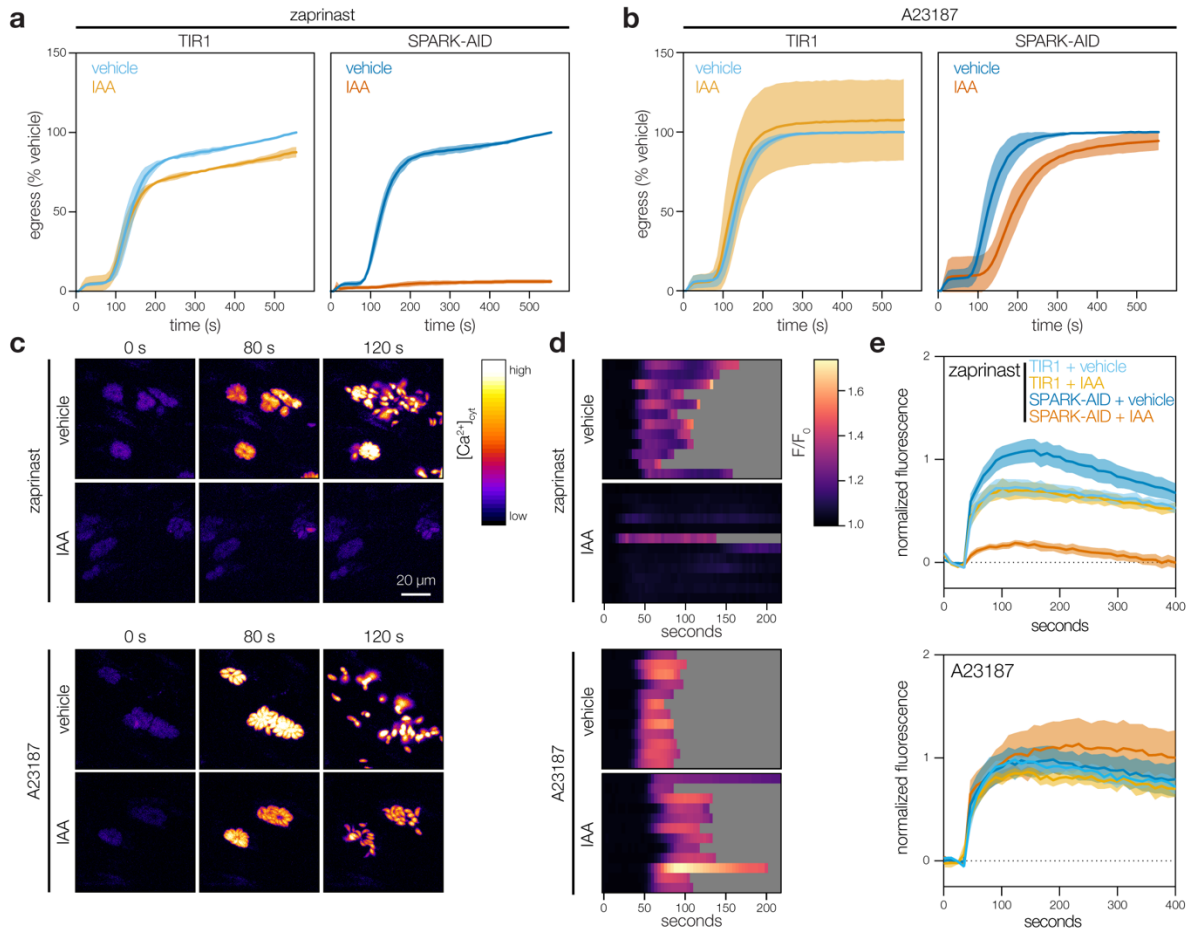 a
zaprinast
TIR1
SPARK-AID
vehicle
IAA
vehicle
IAA
egress (% vehicle)
150
100
50
0
0 100 200 300 400 500
time (s)
0 100 200 300 400 500
time (s)
b
A23187
TIR1
SPARK-AID
vehicle
IAA
vehicle
IAA
egress (% vehicle)
150
100
50
0
0 100 200 300 400 500
time (s)
0 100 200 300 400 500
time (s)
c
0 s 80 s 120 s
zaprinast
vehicle
IAA
20 µm
high
low
[Ca2+]cyt
0 s 80 s 120 s
A23187
vehicle
IAA
d
zaprinast
vehicle
IAA
0 50 100 150 200
seconds
F/F0
1.6
1.4
1.2
1.0
A23187
vehicle
IAA
0 50 100 150 200
seconds
e
zaprinast
TIR1 + vehicle
TIR1 + IAA
SPARK-AID + vehicle
SPARK-AID + IAA
normalized fluorescence
2
1
0
0 100 200 300 400
seconds
A23187
normalized fluorescence
2
1
0
0 100 200 300 400
seconds